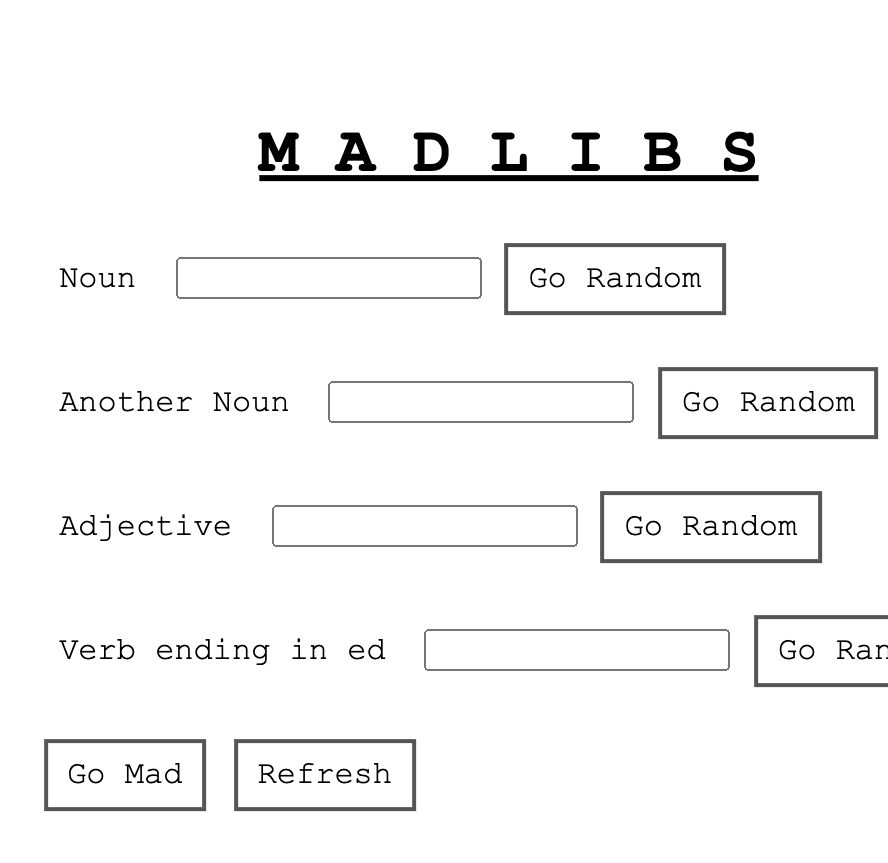 M A D L I B S
Noun Go Random
Another Noun Go Random
Adjective Go Random
Verb ending in ed Go Ran
Go Mad Refresh